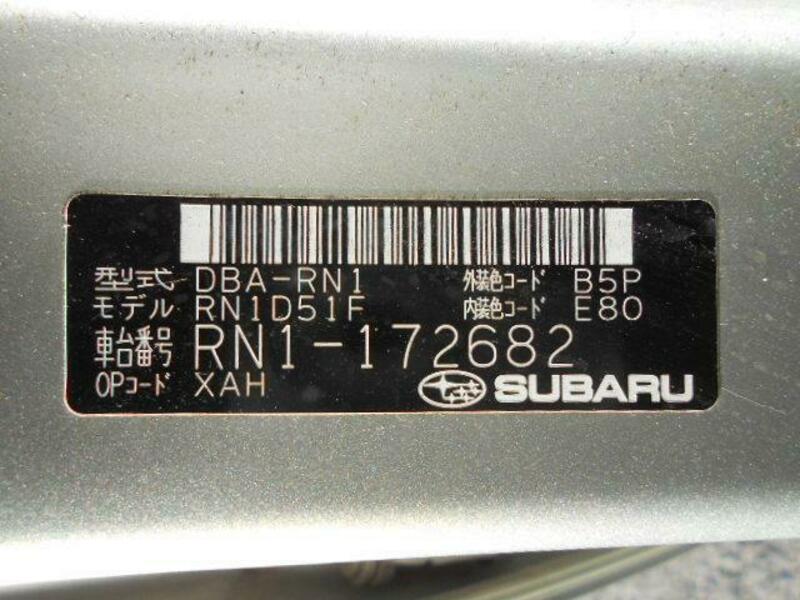 型式 DBA-RN1 外装色コード B5P
モデル RN1D51F 内装色コード E80
車台番号 RN1-172682
OPコード XAH SUBARU